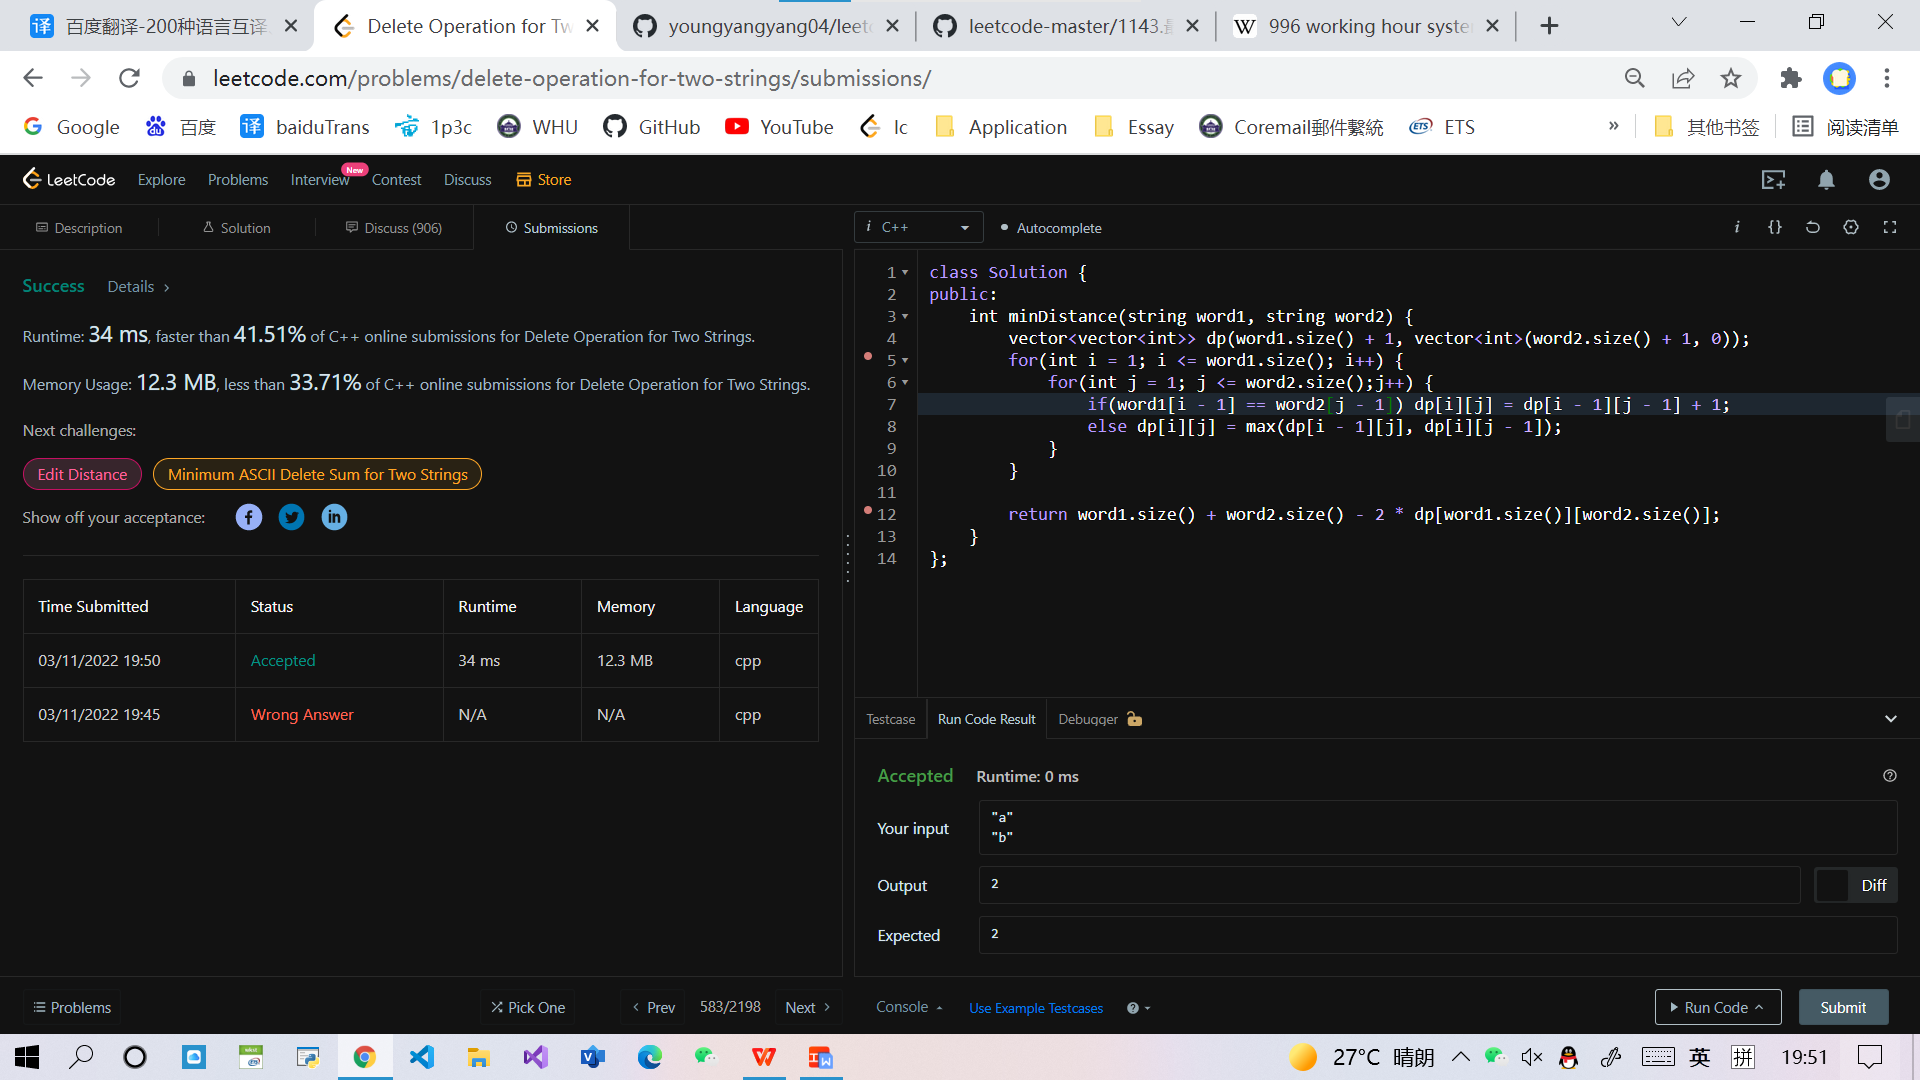 百度翻译-200种语言互译
Delete Operation for Tw
youngyangyang04/leetc
leetcode-master/1143.
996 working hour syste
leetcode.com/problems/delete-operation-for-two-strings/submissions/
Google
百度
baiduTrans
1p3c
WHU
GitHub
YouTube
lc
Application
Essay
Coremail郵件繫統
ETS
»
其他书签
阅读清单
LeetCode
Explore
Problems
Interview
New
Contest
Discuss
Store
Description
Solution
Discuss (906)
Submissions
i C++
Autocomplete
Success
Details >
Runtime: 34 ms, faster than 41.51% of C++ online submissions for Delete Operation for Two Strings.
Memory Usage: 12.3 MB, less than 33.71% of C++ online submissions for Delete Operation for Two Strings.
Next challenges:
Edit Distance
Minimum ASCII Delete Sum for Two Strings
Show off your acceptance:
Time Submitted Status Runtime Memory Language
03/11/2022 19:50 Accepted 34 ms 12.3 MB cpp
03/11/2022 19:45 Wrong Answer N/A N/A cpp
1 class Solution {
2 public:
3 int minDistance(string word1, string word2) {
4 vector<vector<int>> dp(word1.size() + 1, vector<int>(word2.size() + 1, 0));
5 for(int i = 1; i <= word1.size(); i++) {
6 for(int j = 1; j <= word2.size();j++) {
7 if(word1[i - 1] == word2[j - 1]) dp[i][j] = dp[i - 1][j - 1] + 1;
8 else dp[i][j] = max(dp[i - 1][j], dp[i][j - 1]);
9 }
10 }
11
12 return word1.size() + word2.size() - 2 * dp[word1.size()][word2.size()];
13 }
14 };
Testcase
Run Code Result
Debugger
Accepted
Runtime: 0 ms
Your input
"a"
"b"
Output
2
Diff
Expected
2
Problems
Pick One
Prev
583/2198
Next
Console
Use Example Testcases
Run Code
Submit
27°C 晴朗
英
拼
19:51